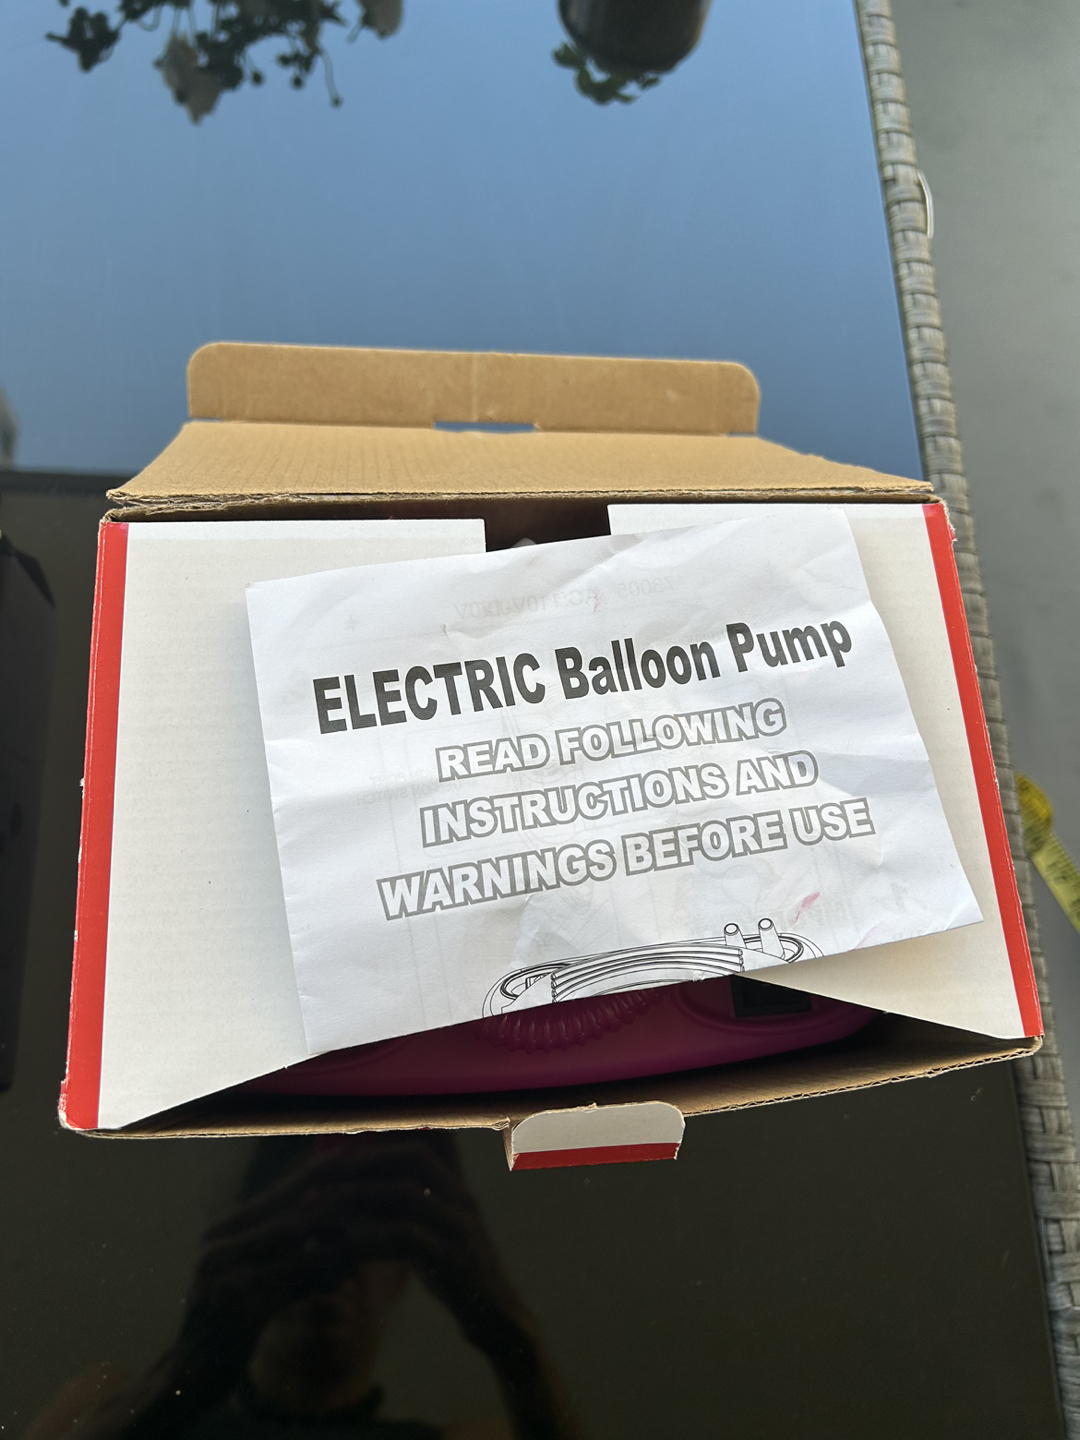 ELECTRIC Balloon Pump
READ FOLLOWING
INSTRUCTIONS AND
WARNINGS BEFORE USE